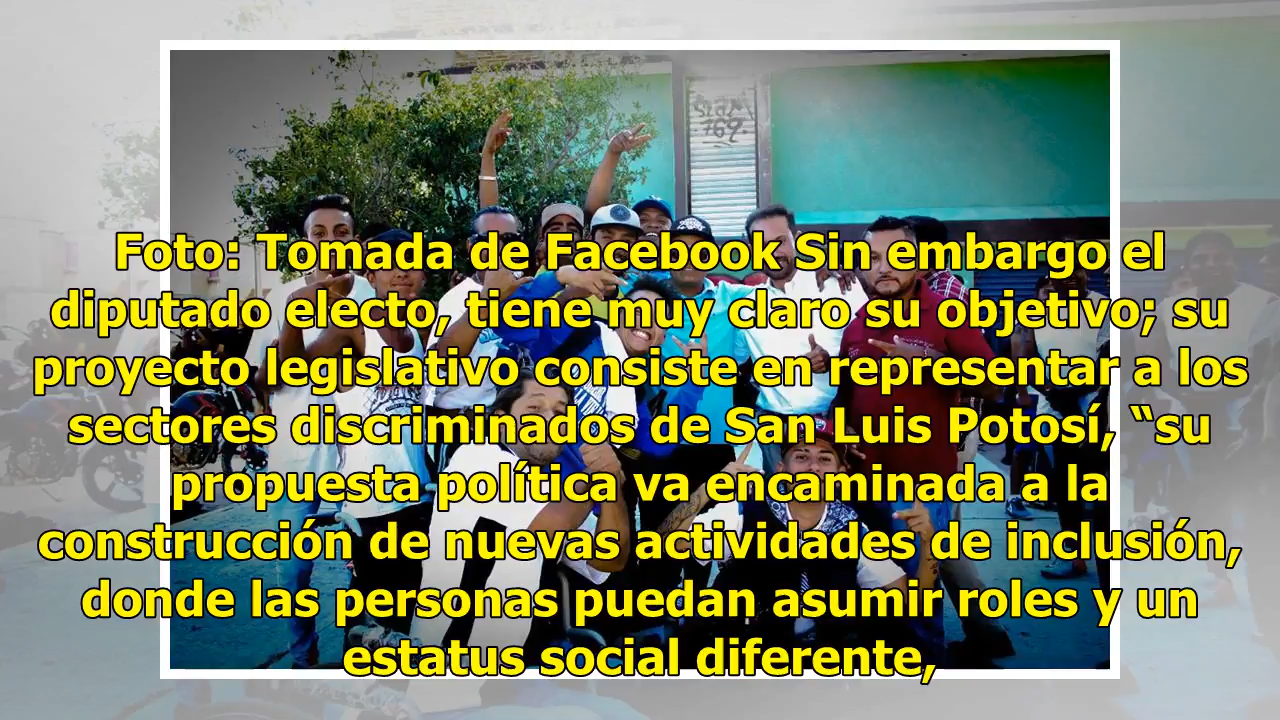 SLAM
169.
Foto: Tomada de Facebook Sin embargo el
diputado electo, tiene muy claro su objetivo; su
proyecto legislativo consiste en representar a los
sectores discriminados de San Luis Potosí, “su
propuesta política va encaminada a la
construcción de nuevas actividades de inclusión,
donde las personas puedan asumir roles y un
estatus social diferente,